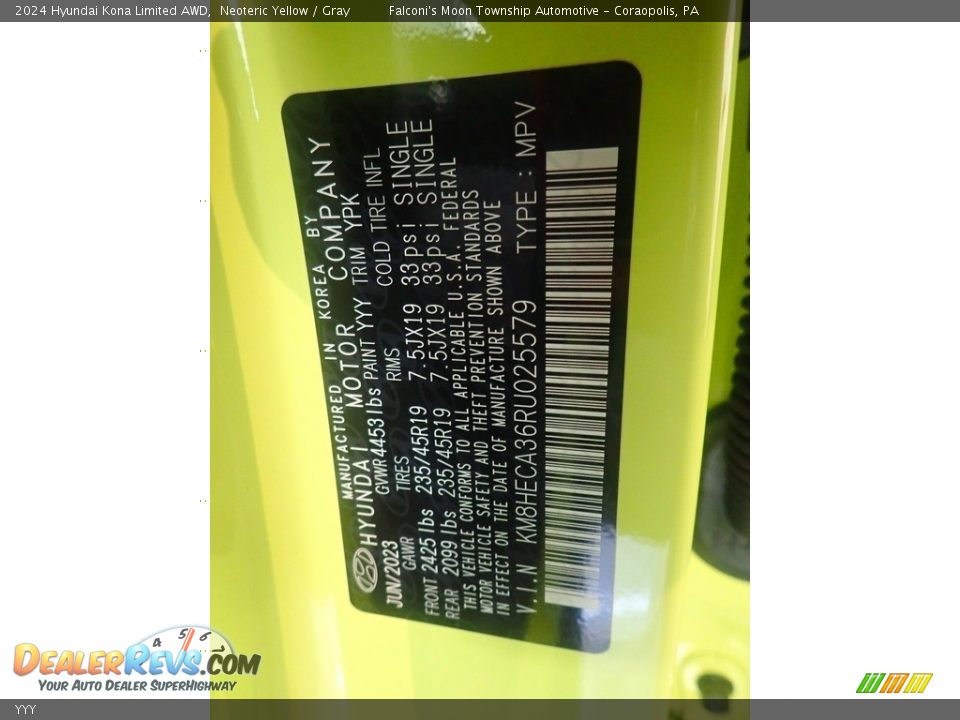 2024 Hyundai Kona Limited AWD, Neoteric Yellow / Gray Falconi's Moon Township Automotive - Coraopolis, PA
MANUFACTURED IN KOREA BY
HYUNDAI MOTOR COMPANY
JUN/2023 GVWR 4453lbs PAINT YYY TRIM YPK
GAWR TIRES RIMS COLD TIRE INFL
FRONT 2425 lbs 235/45R19 7.5JX19 33psi SINGLE
REAR 2099 lbs 235/45R19 7.5JX19 33psi SINGLE
THIS VEHICLE CONFORMS TO ALL APPLICABLE U.S.A. FEDERAL
MOTOR VEHICLE SAFETY AND THEFT PREVENTION STANDARDS
IN EFFECT ON THE DATE OF MANUFACTURE SHOWN ABOVE
V.I.N KM8HECA36RU025579 TYPE : MPV
4 5 6
DEALERREVS.COM
YOUR AUTO DEALER SUPERHIGHWAY
YYY